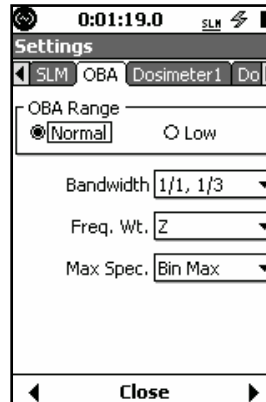 0:01:19.0 SLM
Settings
SLM OBA Dosimeter1 Do
OBA Range
Normal Low
Bandwidth 1/1, 1/3
Freq. Wt. Z
Max Spec. Bin Max
Close